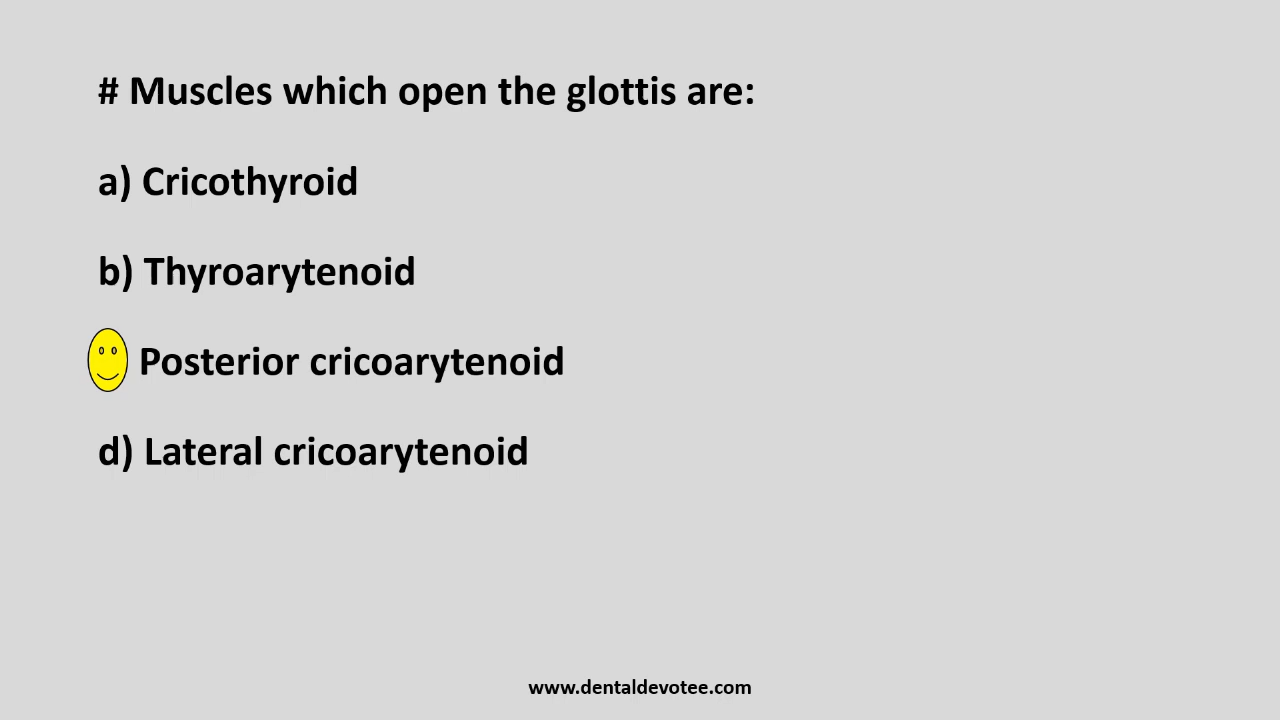 # Muscles which open the glottis are:
a) Cricothyroid
b) Thyroarytenoid
Posterior cricoarytenoid
d) Lateral cricoarytenoid
www.dentaldevotee.com